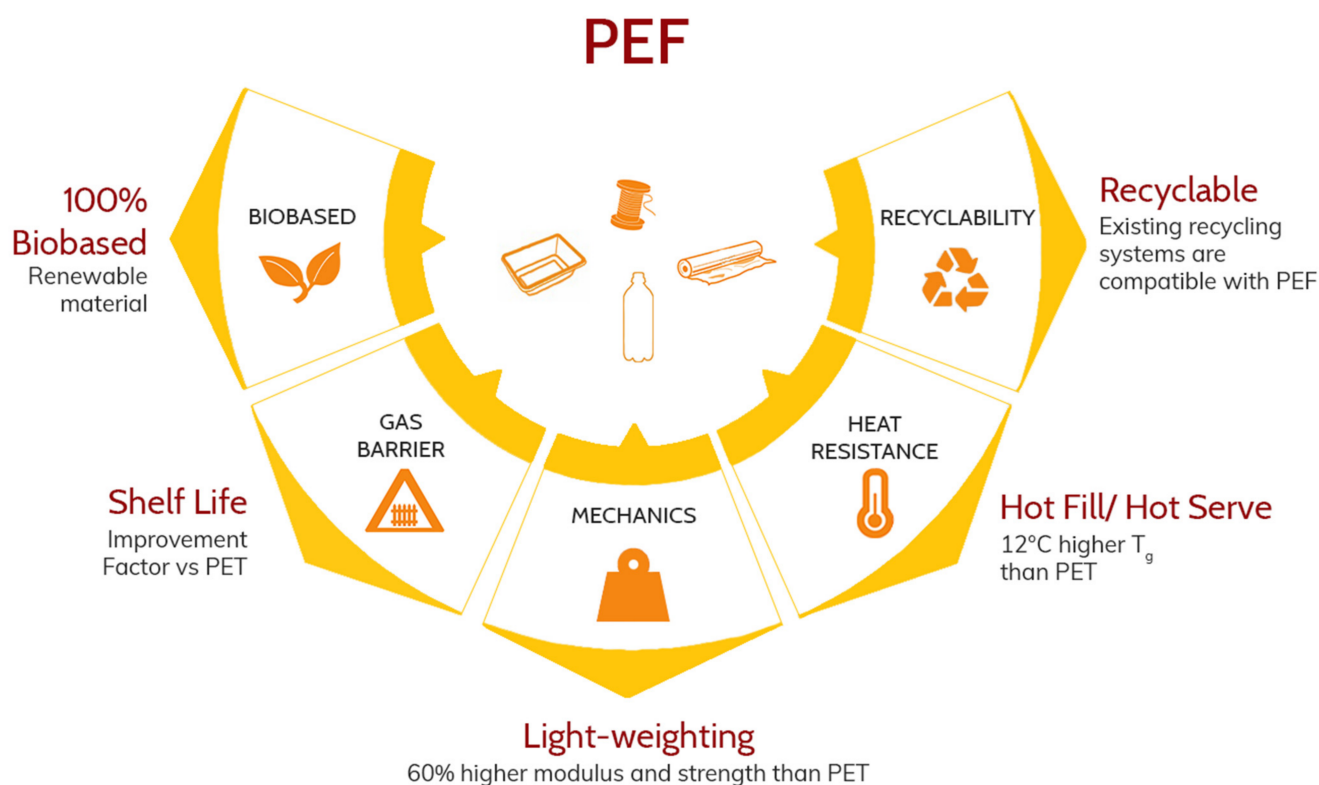 PEF
100%
Biobased
Renewable
material
BIOBASED
RECYCLABILITY
Recyclable
Existing recycling
systems are
compatible with PEF
GAS
BARRIER
Shelf Life
Improvement
Factor vs PET
MECHANICS
Light-weighting
60% higher modulus and strength than PET
HEAT
RESISTANCE
Hot Fill/ Hot Serve
12°C higher Tg
than PET